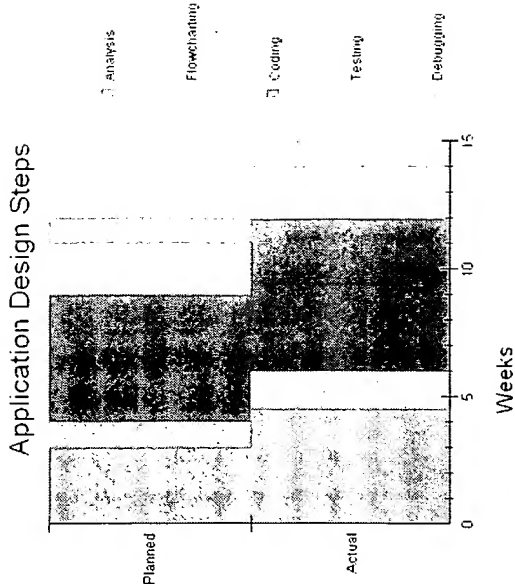 Application Design Steps
Planned
Actual
0
5
10
15
Weeks
Analysis
Flowcharting
Coding
Testing
Debugging